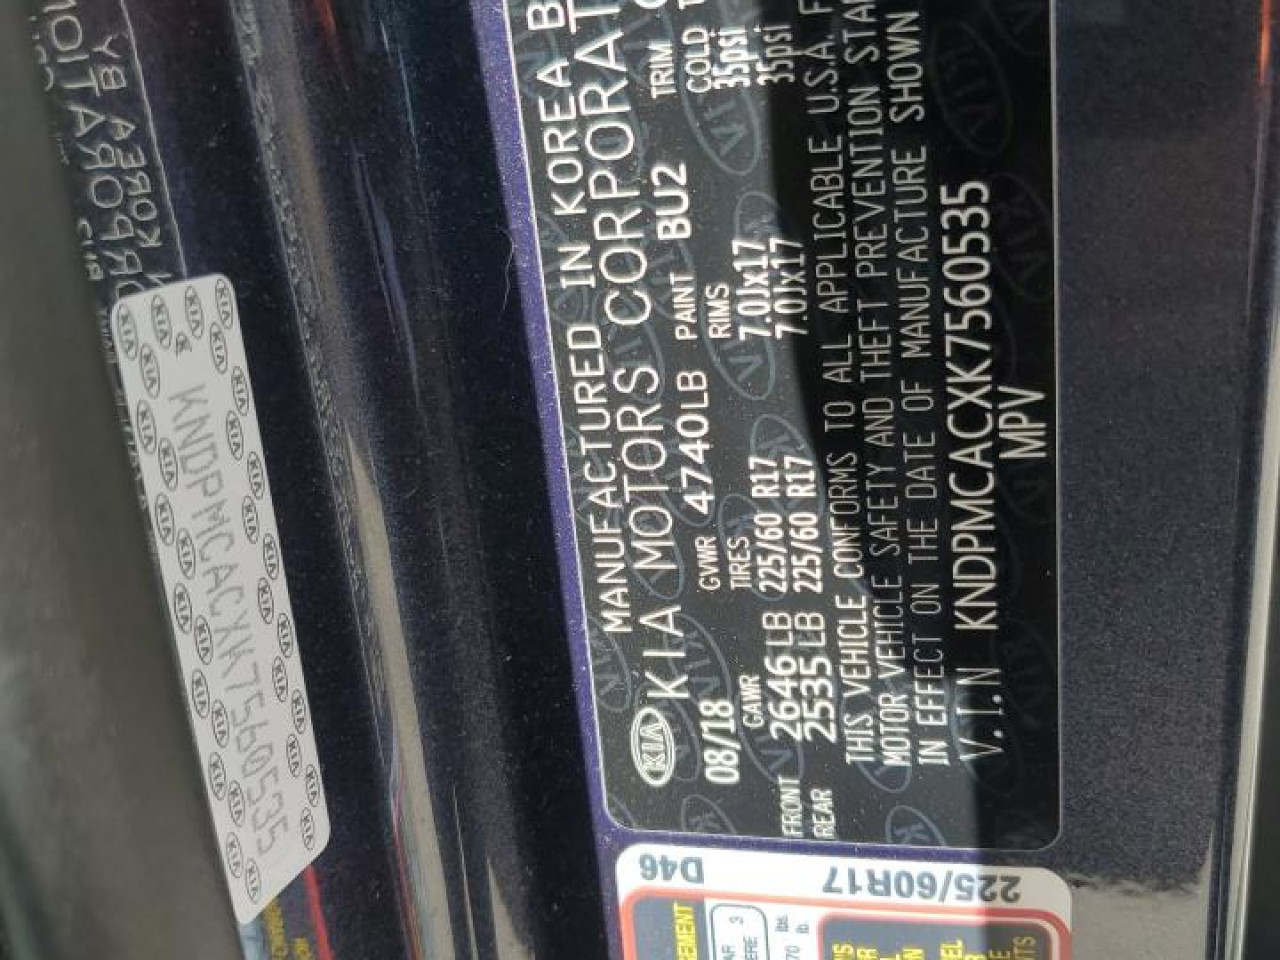 MANUFACTURED IN KOREA B
KIA KIA MOTORS CORPORAT
08/18 GVWR 4740LB PAINT BU2 TRIM
GAWR TIRES RIMS COLD
FRONT 2646LB 225/60 R17 7.0Jx17 35psi
REAR 2535LB 225/60 R17 7.0Jx17 35psi
THIS VEHICLE CONFORMS TO ALL APPLICABLE U.S.A. F
MOTOR VEHICLE SAFETY AND THEFT PREVENTION STA
IN EFFECT ON THE DATE OF MANUFACTURE SHOWN
V.I.N KNDPMCACXK7560535
MPV
KNDPMCACXK7560535
D46
225/60R17